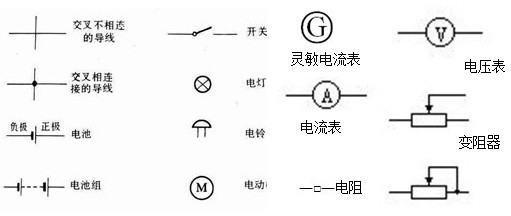 交叉不相连
的导线
交叉相连
接的导线
负极 正极
电池
电池组
开关
电灯
电铃
M
电动
G
灵敏电流表
A
电流表
—□—电阻
V
电压表
变阻器